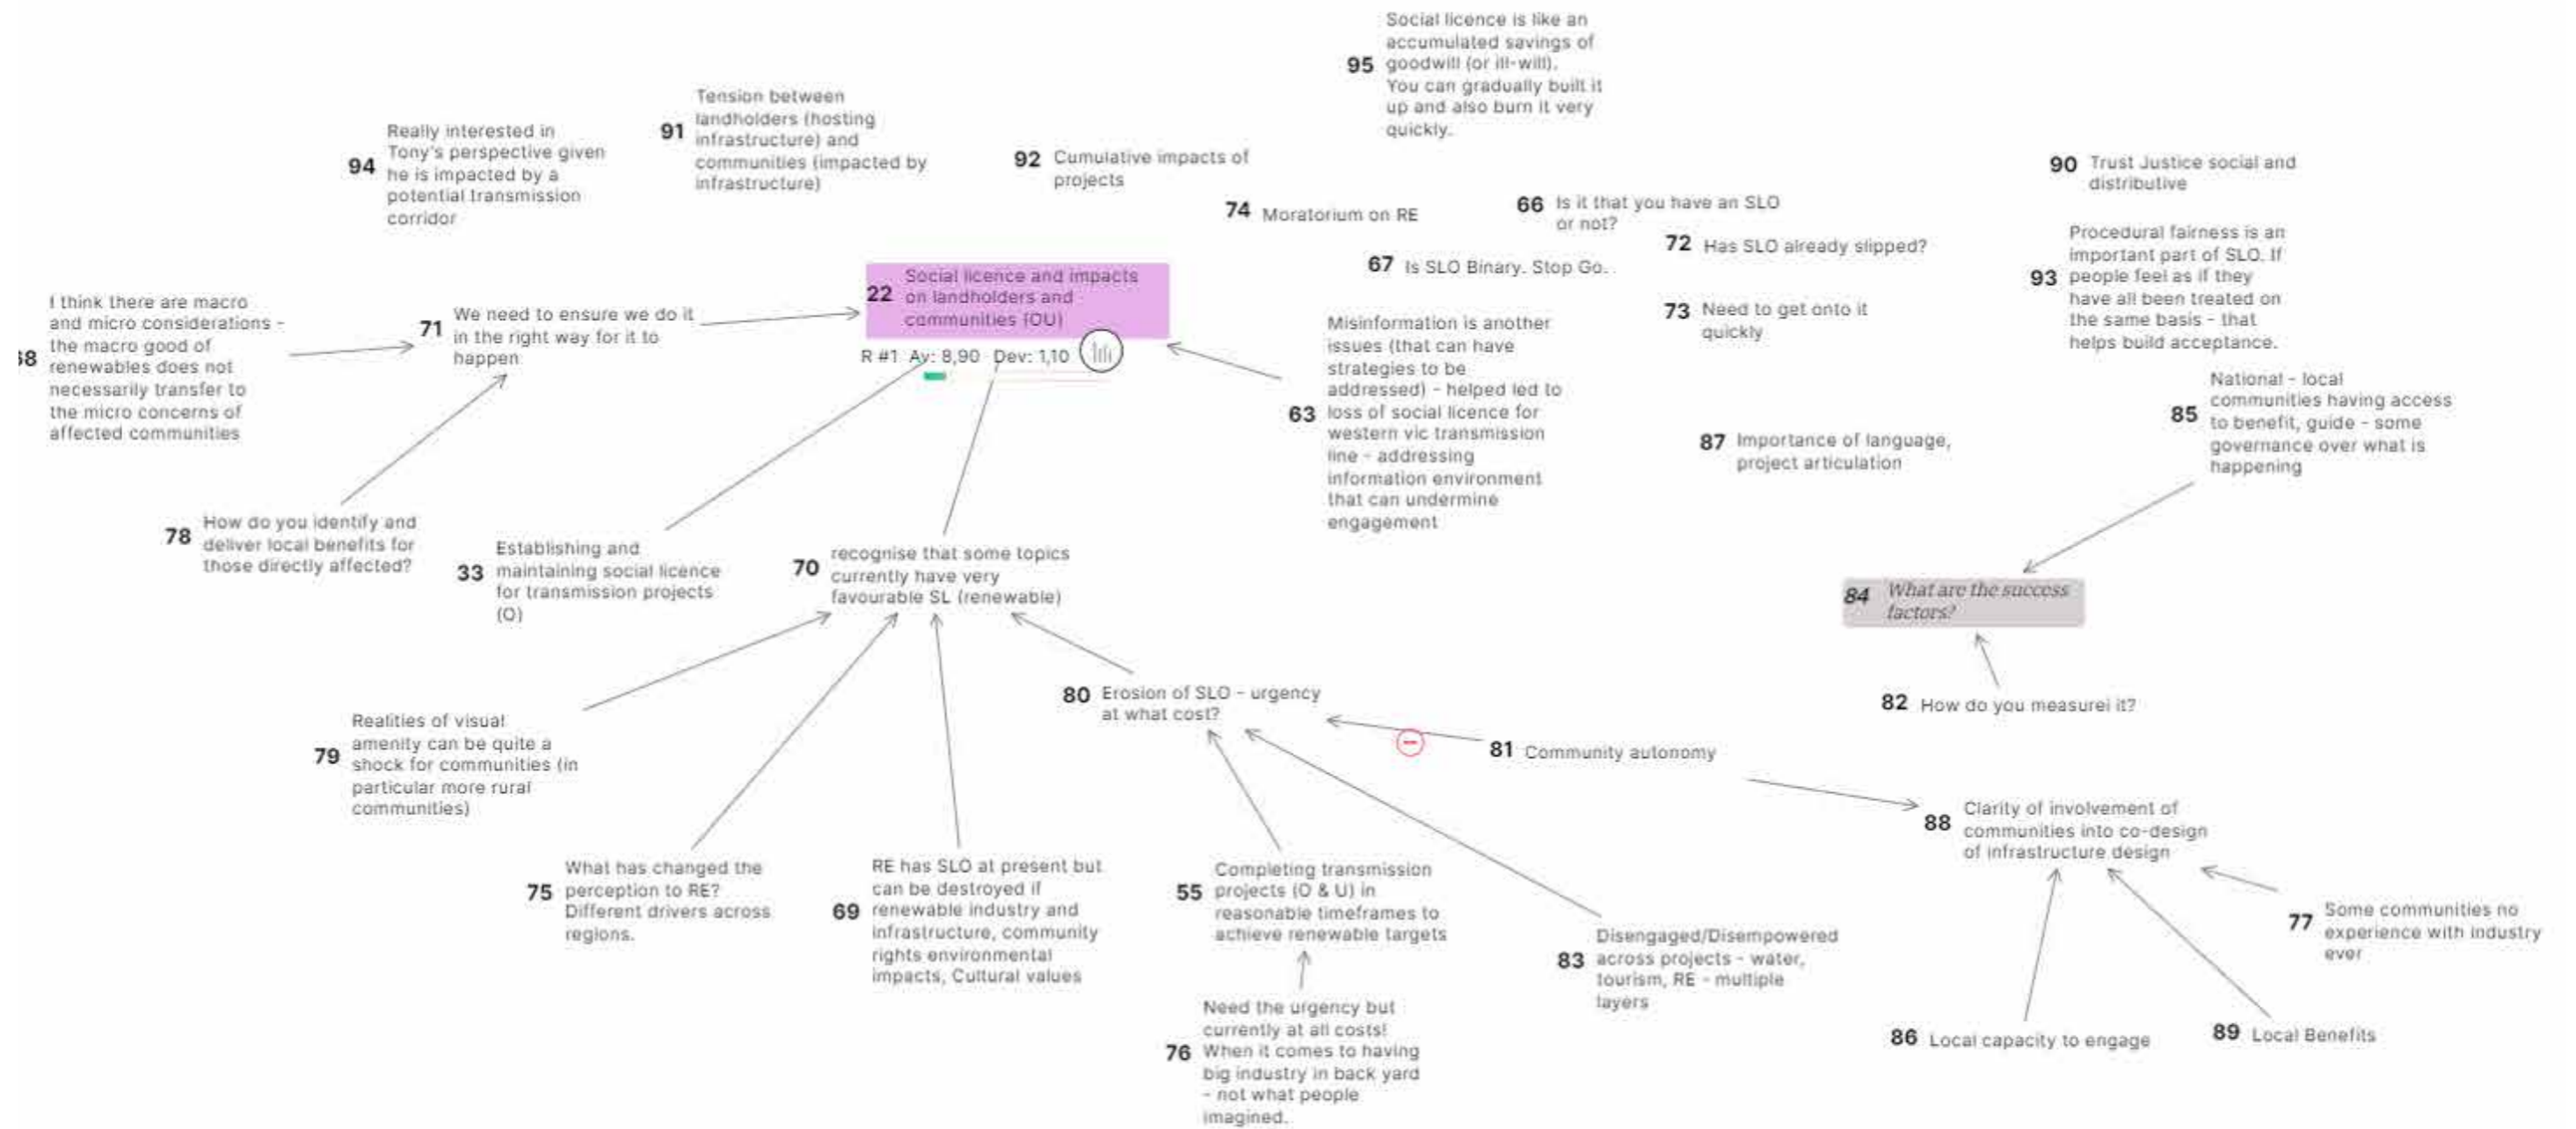 95
Social licence is like an
accumulated savings of
goodwill (or ill-will).
You can gradually built it
up and also burn it very
quickly.
91
Tension between
landholders (hosting
infrastructure) and
communities (impacted by
infrastructure)
94
Really interested in
Tony's perspective given
he is impacted by a
potential transmission
corridor
92
Cumulative impacts of
projects
90
Trust Justice social and
distributive
74
Moratorium on RE
66
Is it that you have an SLO
or not?
72
Has SLO already slipped?
67
Is SLO Binary. Stop Go.
93
Procedural fairness is an
important part of SLO. If
people feel as if they
have all been treated on
the same basis - that
helps build acceptance.
22
Social licence and impacts
on landholders and
communities (OU)
R #1 Av: 8,90 Dev: 1,10
I think there are macro
and micro considerations -
the macro good of
renewables does not
necessarily transfer to
the micro concerns of
affected communities
71
We need to ensure we do it
in the right way for it to
happen
73
Need to get onto it
quickly
63
Misinformation is another
issues (that can have
strategies to be
addressed) - helped led to
loss of social licence for
western vic transmission
line - addressing
information environment
that can undermine
engagement
85
National - local
communities having access
to benefit, guide - some
governance over what is
happening
87
Importance of language,
project articulation
78
How do you identify and
deliver local benefits for
those directly affected?
33
Establishing and
maintaining social licence
for transmission projects
(O)
70
recognise that some topics
currently have very
favourable SL (renewable)
84
What are the success
factors?
80
Erosion of SLO - urgency
at what cost?
82
How do you measurei it?
79
Realities of visual
amenity can be quite a
shock for communities (in
particular more rural
communities)
81
Community autonomy
88
Clarity of involvement of
communities into co-design
of infrastructure design
75
What has changed the
perception to RE?
Different drivers across
regions.
69
RE has SLO at present but
can be destroyed if
renewable industry and
infrastructure, community
rights environmental
impacts, Cultural values
55
Completing transmission
projects (O & U) in
reasonable timeframes to
achieve renewable targets
83
Disengaged/Disempowered
across projects - water,
tourism, RE - multiple
layers
77
Some communities no
experience with industry
ever
76
Need the urgency but
currently at all costs!
When it comes to having
big industry in back yard
- not what people
imagined.
86
Local capacity to engage
89
Local Benefits